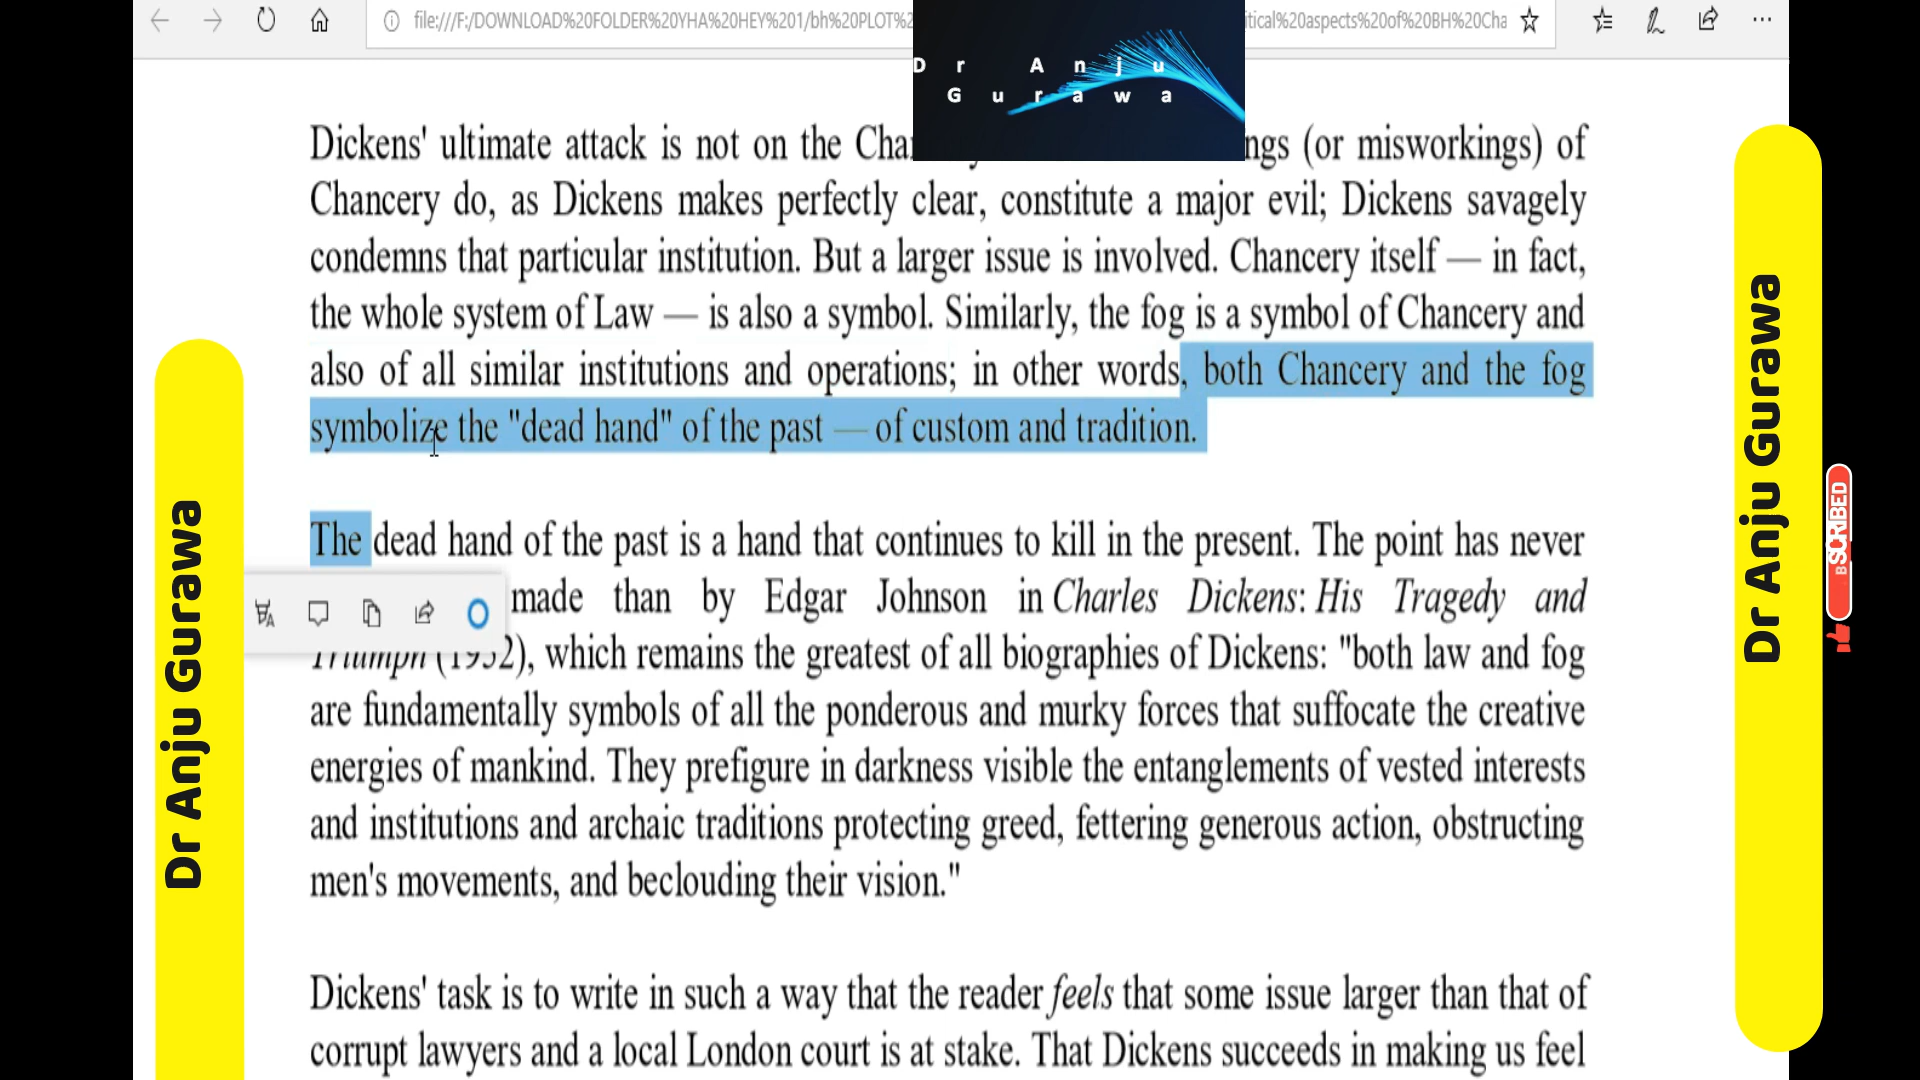 file:///F:/DOWNLOAD%20FOLDER%20YHA%20HEY%201/bh%20PLOT%2 itical%20aspects%20of%20BH%20Cha
Dr Anju
Gurawa
Dickens' ultimate attack is not on the Cha ngs (or misworkings) of
Chancery do, as Dickens makes perfectly clear, constitute a major evil; Dickens savagely
condemns that particular institution. But a larger issue is involved. Chancery itself — in fact,
the whole system of Law — is also a symbol. Similarly, the fog is a symbol of Chancery and
also of all similar institutions and operations; in other words, both Chancery and the fog
symbolize the "dead hand" of the past — of custom and tradition.
The dead hand of the past is a hand that continues to kill in the present. The point has never
made than by Edgar Johnson in Charles Dickens: His Tragedy and
Triumph (1952), which remains the greatest of all biographies of Dickens: "both law and fog
are fundamentally symbols of all the ponderous and murky forces that suffocate the creative
energies of mankind. They prefigure in darkness visible the entanglements of vested interests
and institutions and archaic traditions protecting greed, fettering generous action, obstructing
men's movements, and beclouding their vision."
Dickens' task is to write in such a way that the reader feels that some issue larger than that of
corrupt lawyers and a local London court is at stake. That Dickens succeeds in making us feel
Dr Anju Gurawa
Dr Anju Gurawa
SCRIBED